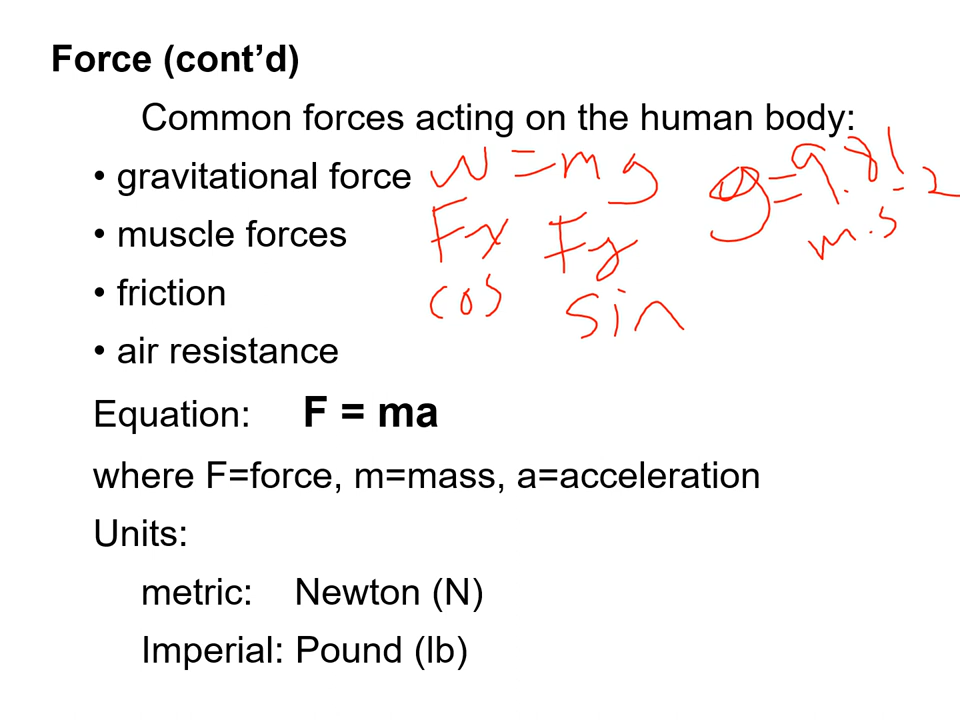 Force (cont’d)
Common forces acting on the human body:
• gravitational force W = mg g = 9.81
m.s-2
• muscle forces Fx Fy
• friction cos sin
• air resistance
Equation: F = ma
where F=force, m=mass, a=acceleration
Units:
metric: Newton (N)
Imperial: Pound (lb)